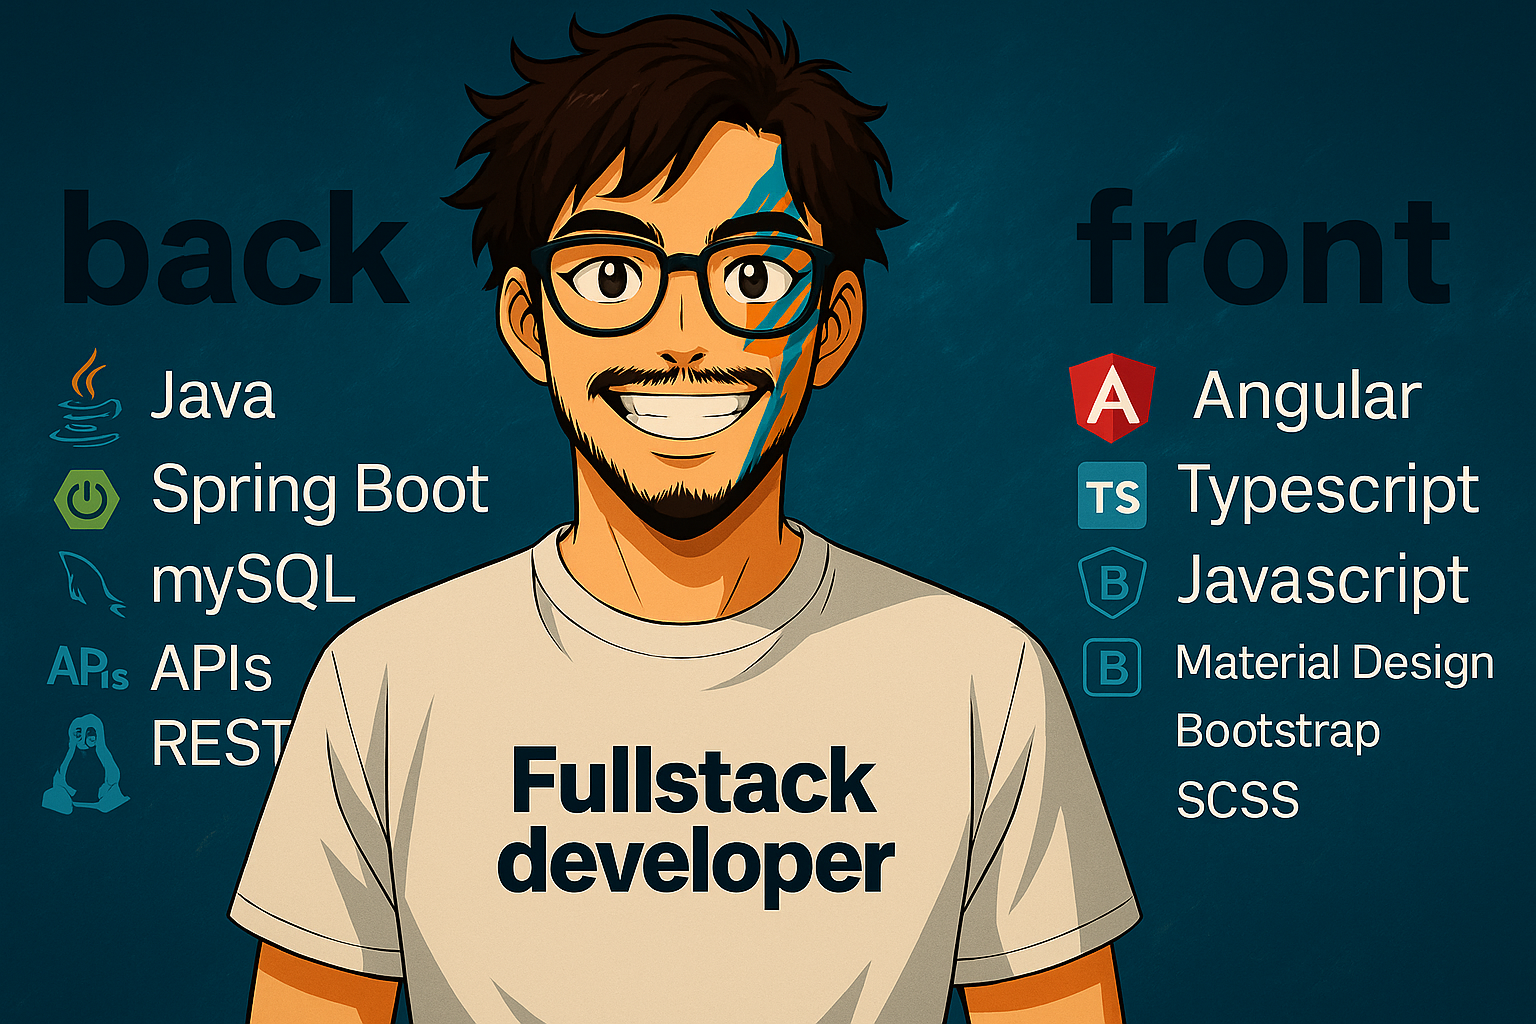 back
Java
Spring Boot
mySQL
APIs APIs
REST
Fullstack
developer
front
A Angular
TS Typescript
B Javascript
B Material Design
Bootstrap
SCSS